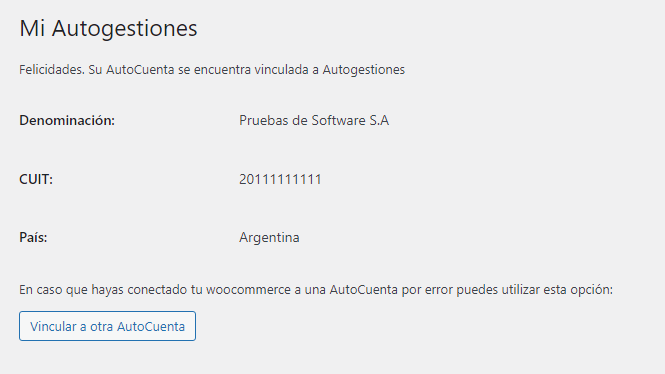 Mi Autogestiones
Felicidades. Su AutoCuenta se encuentra vinculada a Autogestiones
Denominación: Pruebas de Software S.A
CUIT: 20111111111
País: Argentina
En caso que hayas conectado tu woocommerce a una AutoCuenta por error puedes utilizar esta opción:
Vincular a otra AutoCuenta